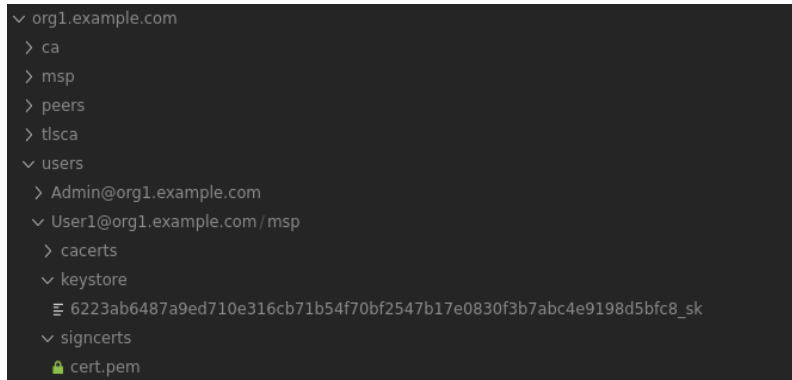 org1.example.com
ca
msp
peers
tlsca
users
Admin@org1.example.com
User1@org1.example.com/msp
cacerts
keystore
6223ab6487a9ed710e316cb71b54f70bf2547b17e0830f3b7abc4e9198d5bfc8_sk
signcerts
cert.pem